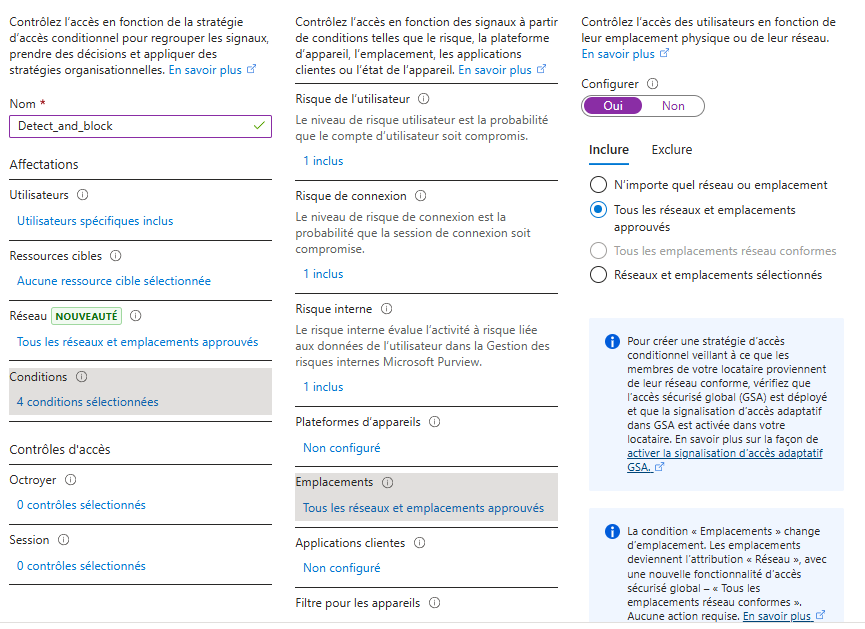 Contrôlez l'accès en fonction de la stratégie
d'accès conditionnel pour regrouper les signaux,
prendre des décisions et appliquer des
stratégies organisationnelles. En savoir plus
Nom *
Detect_and_block
Affectations
Utilisateurs
Utilisateurs spécifiques inclus
Ressources cibles
Aucune ressource cible sélectionnée
Réseau NOUVEAUTÉ
Tous les réseaux et emplacements approuvés
Conditions
4 conditions sélectionnées
Contrôles d'accès
Octroyer
0 contrôles sélectionnés
Session
0 contrôles sélectionnés
Contrôlez l'accès en fonction des signaux à partir
de conditions telles que le risque, la plateforme
d'appareil, l'emplacement, les applications
clientes ou l'état de l'appareil. En savoir plus
Risque de l'utilisateur
Le niveau de risque utilisateur est la probabilité
que le compte d'utilisateur soit compromis.
1 inclus
Risque de connexion
Le niveau de risque de connexion est la
probabilité que la session de connexion soit
compromise.
1 inclus
Risque interne
Le risque interne évalue l'activité à risque liée
aux données de l'utilisateur dans la Gestion des
risques internes Microsoft Purview.
1 inclus
Plateformes d'appareils
Non configuré
Emplacements
Tous les réseaux et emplacements approuvés
Applications clientes
Non configuré
Filtre pour les appareils
Contrôlez l'accès des utilisateurs en fonction de
leur emplacement physique ou de leur réseau.
En savoir plus
Configurer
Oui Non
Inclure Exclure
N'importe quel réseau ou emplacement
Tous les réseaux et emplacements
approuvés
Tous les emplacements réseau conformes
Réseaux et emplacements sélectionnés
Pour créer une stratégie d'accès
conditionnel veillant à ce que les
membres de votre locataire proviennent
de leur réseau conforme, vérifiez que
l'accès sécurisé global (GSA) est déployé
et que la signalisation d'accès adaptatif
dans GSA est activée dans votre
locataire. En savoir plus sur la façon de
activer la signalisation d'accès adaptatif
GSA.
La condition « Emplacements » change
d'emplacement. Les emplacements
deviennent l'attribution « Réseau », avec
une nouvelle fonctionnalité d'accès
sécurisé global – « Tous les
emplacements réseau conformes ».
Aucune action requise. En savoir plus